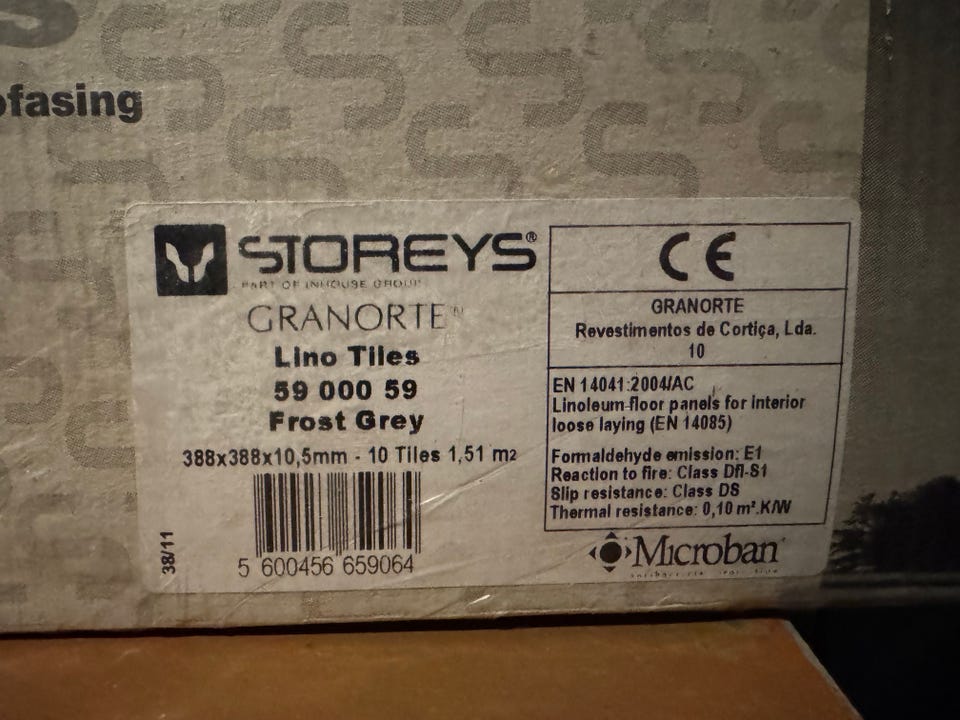 ofasing
STOREYS®
PART OF INHOUSE GROUP
GRANORTE™
Lino Tiles
59 000 59
Frost Grey
388x388x10,5mm - 10 Tiles 1,51 m2
38/11
5 600456 659064
CE
GRANORTE
Revestimentos de Cortiça, Lda.
10
EN 14041:2004/AC
Linoleum-floor panels for interior
loose laying (EN 14085)
Formaldehyde emission: E1
Reaction to fire: Class Dfl-S1
Slip resistance: Class DS
Thermal resistance: 0,10 m².K/W
Microban